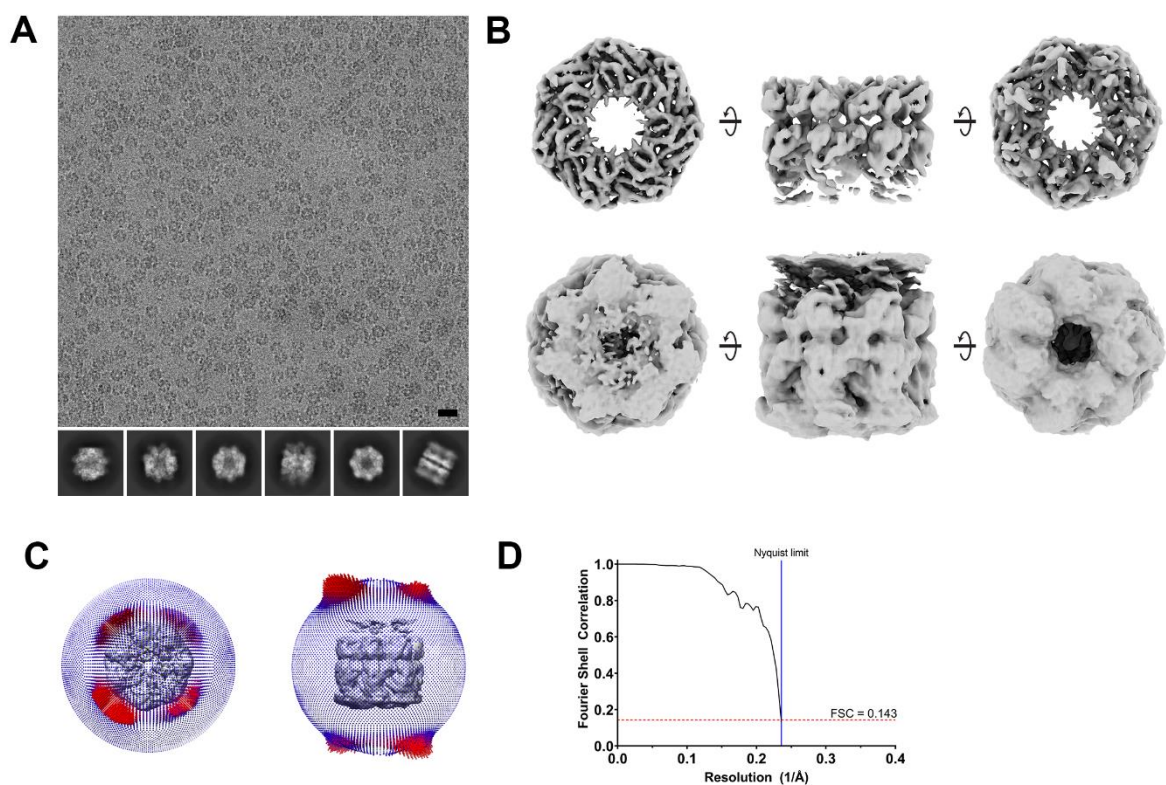 A
B
C
D
Nyquist limit
Fourier Shell Correlation
1.0
0.8
0.6
0.4
0.2
0.0
FSC = 0.143
0.0 0.1 0.2 0.3 0.4
Resolution (1/Å)